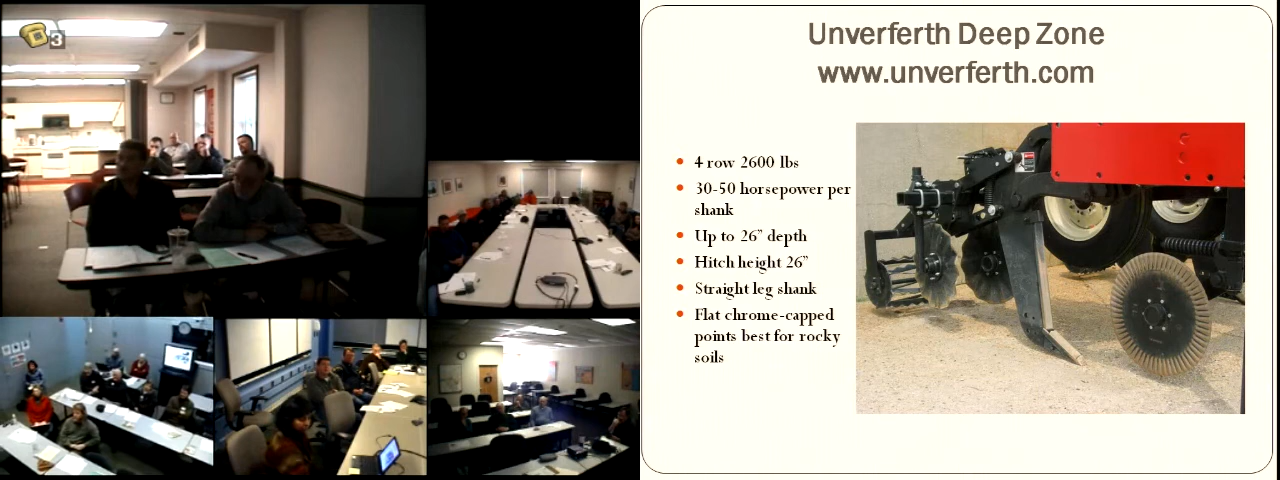 3
Unverferth Deep Zone
www.unverferth.com
• 4 row 2600 lbs
• 30-50 horsepower per
shank
• Up to 26” depth
• Hitch height 26”
• Straight leg shank
• Flat chrome-capped
points best for rocky
soils